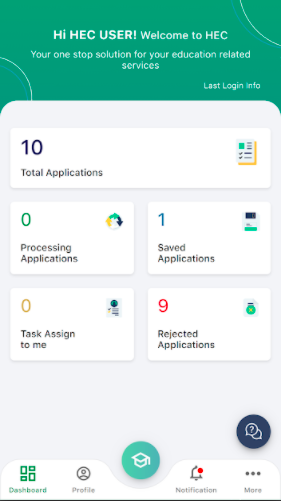 Hi HEC USER! Welcome to HEC
Your one stop solution for your education related
services
Last Login Info
10
Total Applications
0
Processing
Applications
1
Saved
Applications
0
Task Assign
to me
9
Rejected
Applications
Dashboard
Profile
Notification
More